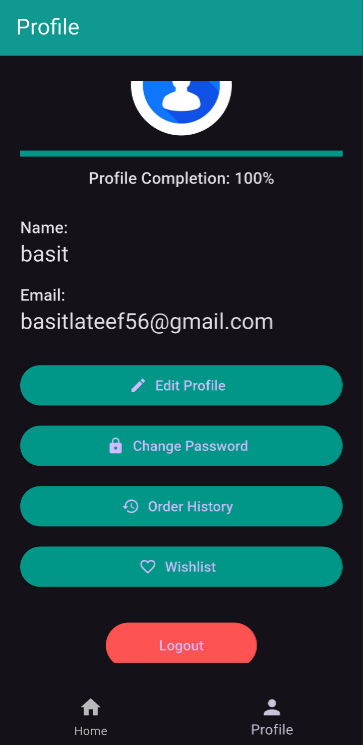 Profile
Profile Completion: 100%
Name:
basit
Email:
basitlateef56@gmail.com
Edit Profile
Change Password
Order History
Wishlist
Logout
Home
Profile